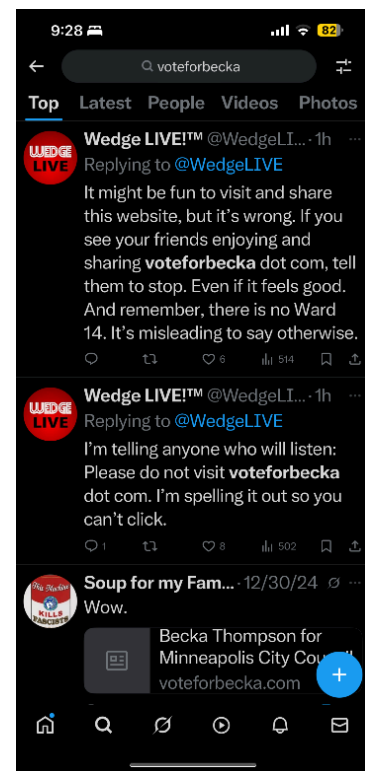 9:28
82
voteforbecka
Top Latest People Videos Photos
WEDGE
LIVE
Wedge LIVE!™ @WedgeLI... · 1h
Replying to @WedgeLIVE
It might be fun to visit and share
this website, but it's wrong. If you
see your friends enjoying and
sharing voteforbecka dot com, tell
them to stop. Even if it feels good.
And remember, there is no Ward
14. It's misleading to say otherwise.
6 514
WEDGE
LIVE
Wedge LIVE!™ @WedgeLI... · 1h
Replying to @WedgeLIVE
I'm telling anyone who will listen:
Please do not visit voteforbecka
dot com. I'm spelling it out so you
can't click.
1 8 502
This Machine
KILLS
FASCISTS
Soup for my Fam... · 12/30/24
Wow.
Becka Thompson for
Minneapolis City
voteforbecka.com